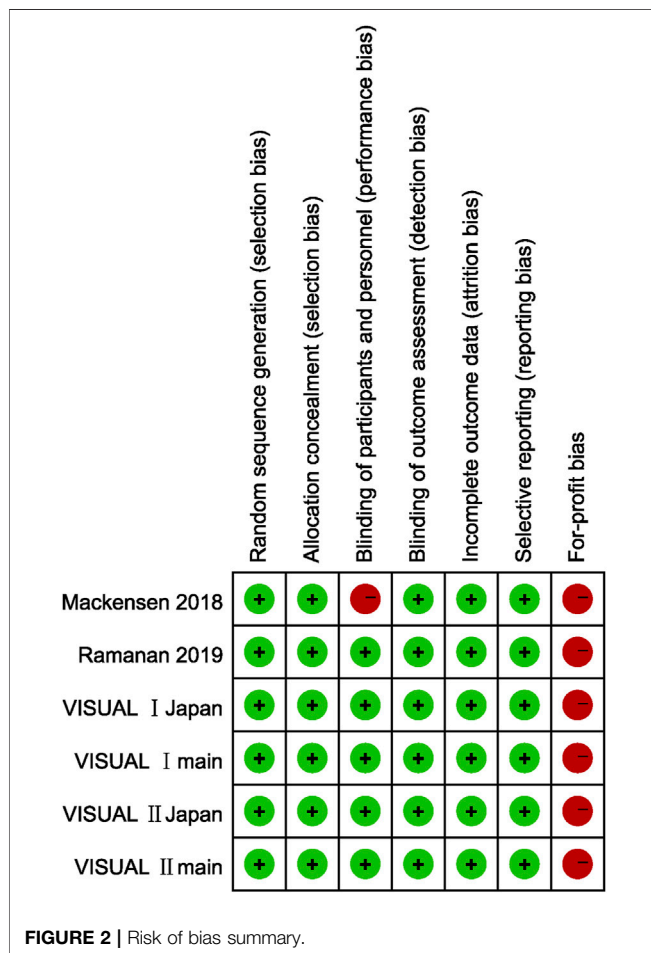 Random sequence generation (selection bias)
Allocation concealment (selection bias)
Blinding of participants and personnel (performance bias)
Blinding of outcome assessment (detection bias)
Incomplete outcome data (attrition bias)
Selective reporting (reporting bias)
For-profit bias
Mackensen 2018 + + - + + + -
Ramanan 2019 + + + + + + -
VISUAL Ⅰ Japan + + + + + + -
VISUAL Ⅰ main + + + + + + -
VISUAL Ⅱ Japan + + + + + + -
VISUAL Ⅱ main + + + + + + -
FIGURE 2 | Risk of bias summary.